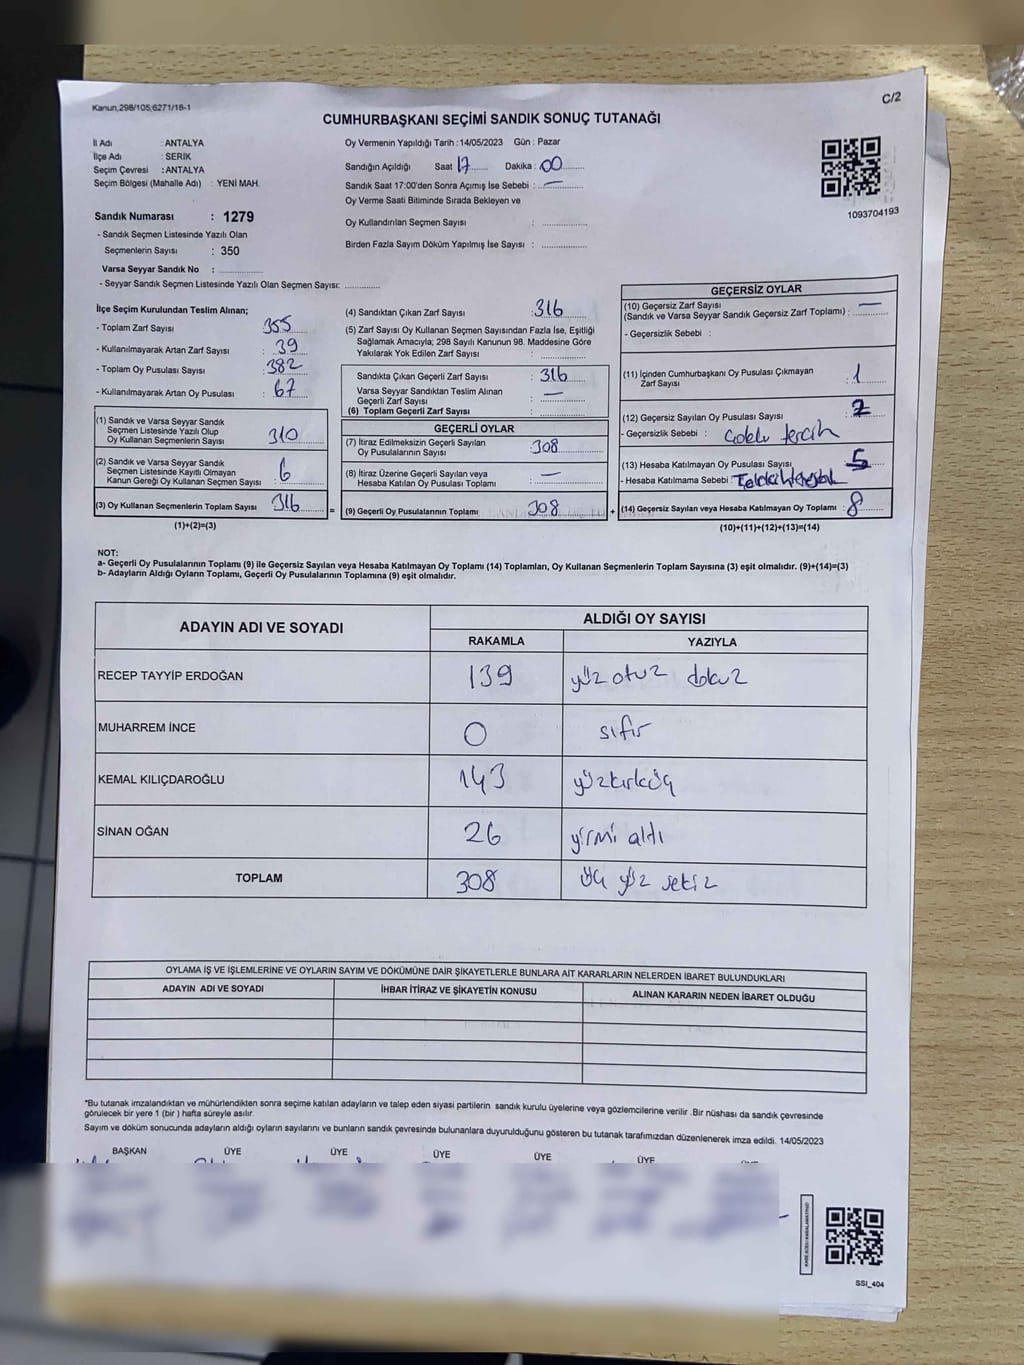 Kanun,298/105,6271/16-1
C/2
CUMHURBAŞKANI SEÇİMİ SANDIK SONUÇ TUTANAĞI
İl Adı : ANTALYA
İlçe Adı : SERIK
Seçim Çevresi : ANTALYA
Seçim Bölgesi (Mahalle Adı) : YENİ MAH.
Sandık Numarası : 1279
- Sandık Seçmen Listesinde Yazılı Olan
Seçmenlerin Sayısı : 350
Varsa Seyyar Sandık No : ..............
- Seyyar Sandık Seçmen Listesinde Yazılı Olan Seçmen Sayısı: ............
Oy Vermenin Yapıldığı Tarih :14/05/2023 Gün : Pazar
Sandığın Açıldığı Saat 17 Dakika : 00
Sandık Saat 17:00'den Sonra Açımış İse Sebebi : —
Oy Verme Saati Bitiminde Sırada Bekleyen ve
Oy Kullandırılan Seçmen Sayısı : ..............
Birden Fazla Sayım Döküm Yapılmış İse Sayısı : ..............
1093704193
İlçe Seçim Kurulundan Teslim Alınan;
- Toplam Zarf Sayısı : 355
- Kullanılmayarak Artan Zarf Sayısı : 39
- Toplam Oy Pusulası Sayısı : 382
- Kullanılmayarak Artan Oy Pusulası : 67
(1) Sandık ve Varsa Seyyar Sandık
Seçmen Listesinde Yazılı Olup
Oy Kullanan Seçmenlerin Sayısı : 310
(2) Sandık ve Varsa Seyyar Sandık
Seçmen Listesinde Kayıtlı Olmayan
Kanun Gereği Oy Kullanan Seçmen Sayısı : 6
(3) Oy Kullanan Seçmenlerin Toplam Sayısı : 316
(1)+(2)=(3)
(4) Sandıktan Çıkan Zarf Sayısı : 316
(5) Zarf Sayısı Oy Kullanan Seçmen Sayısından Fazla İse, Eşitliği
Sağlamak Amacıyla; 298 Sayılı Kanunun 98. Maddesine Göre
Yakılarak Yok Edilen Zarf Sayısı : ..............
Sandıkta Çıkan Geçerli Zarf Sayısı : 316
Varsa Seyyar Sandıktan Teslim Alınan
Geçerli Zarf Sayısı : —
(6) Toplam Geçerli Zarf Sayısı : ..............
GEÇERLİ OYLAR
(7) İtiraz Edilmeksizin Geçerli Sayılan
Oy Pusulalarının Sayısı : 308
(8) İtiraz Üzerine Geçerli Sayılan veya
Hesaba Katılan Oy Pusulası Toplamı : —
= (9) Geçerli Oy Pusulalarının Toplamı : 308
GEÇERSİZ OYLAR
(10) Geçersiz Zarf Sayısı
(Sandık ve Varsa Seyyar Sandık Geçersiz Zarf Toplamı) : —
- Geçersizlik Sebebi :
(11) İçinden Cumhurbaşkanı Oy Pusulası Çıkmayan
Zarf Sayısı : 1
(12) Geçersiz Sayılan Oy Pusulası Sayısı : 2
- Geçersizlik Sebebi : Çoklu tercih
(13) Hesaba Katılmayan Oy Pusulası Sayısı : 5
- Hesaba Katılmama Sebebi :
+ (14) Geçersiz Sayılan veya Hesaba Katılmayan Oy Toplamı : 8
(10)+(11)+(12)+(13)=(14)
NOT:
a- Geçerli Oy Pusulalarının Toplamı (9) ile Geçersiz Sayılan veya Hesaba Katılmayan Oy Toplamı (14) Toplamları, Oy Kullanan Seçmenlerin Toplam Sayısına (3) eşit olmalıdır. (9)+(14)=(3)
b- Adayların Aldığı Oyların Toplamı, Geçerli Oy Pusulalarının Toplamına (9) eşit olmalıdır.
ADAYIN ADI VE SOYADI
ALDIĞI OY SAYISI
RAKAMLA YAZIYLA
RECEP TAYYİP ERDOĞAN 139 yüz otuz dokuz
MUHARREM İNCE 0 sıfır
KEMAL KILIÇDAROĞLU 143 yüzkırküç
SİNAN OĞAN 26 yirmi altı
TOPLAM 308 üç yüz sekiz
OYLAMA İŞ VE İŞLEMLERİNE VE OYLARIN SAYIM VE DÖKÜMÜNE DAİR ŞİKAYETLERLE BUNLARA AİT KARARLARIN NELERDEN İBARET BULUNDUKLARI
ADAYIN ADI VE SOYADI İHBAR İTİRAZ VE ŞİKAYETİN KONUSU ALINAN KARARIN NEDEN İBARET OLDUĞU
*Bu tutanak imzalandıktan ve mühürlendikten sonra seçime katılan adayların ve talep eden siyasi partilerin sandık kurulu üyelerine veya gözlemcilerine verilir .Bir nüshası da sandık çevresinde
görülecek bir yere 1 (bir ) hafta süreyle asılır.
Sayım ve döküm sonucunda adayların aldığı oyların sayılarını ve bunların sandık çevresinde bulunanlara duyurulduğunu gösteren bu tutanak tarafımızdan düzenlenerek imza edildi. 14/05/2023
BAŞKAN ÜYE ÜYE ÜYE ÜYE ÜYE
SSI_404